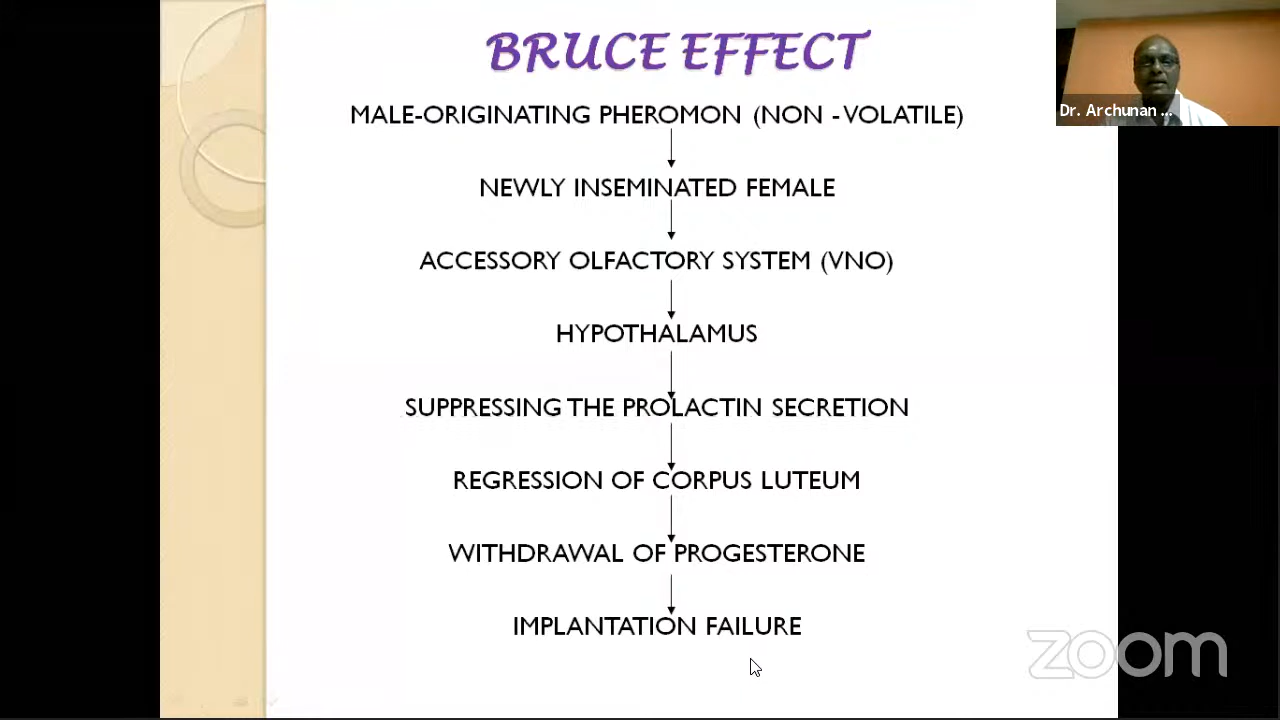 BRUCE EFFECT
MALE-ORIGINATING PHEROMON (NON -VOLATILE)
NEWLY INSEMINATED FEMALE
ACCESSORY OLFACTORY SYSTEM (VNO)
HYPOTHALAMUS
SUPPRESSING THE PROLACTIN SECRETION
REGRESSION OF CORPUS LUTEUM
WITHDRAWAL OF PROGESTERONE
IMPLANTATION FAILURE
Dr. Archunan ...
zoom